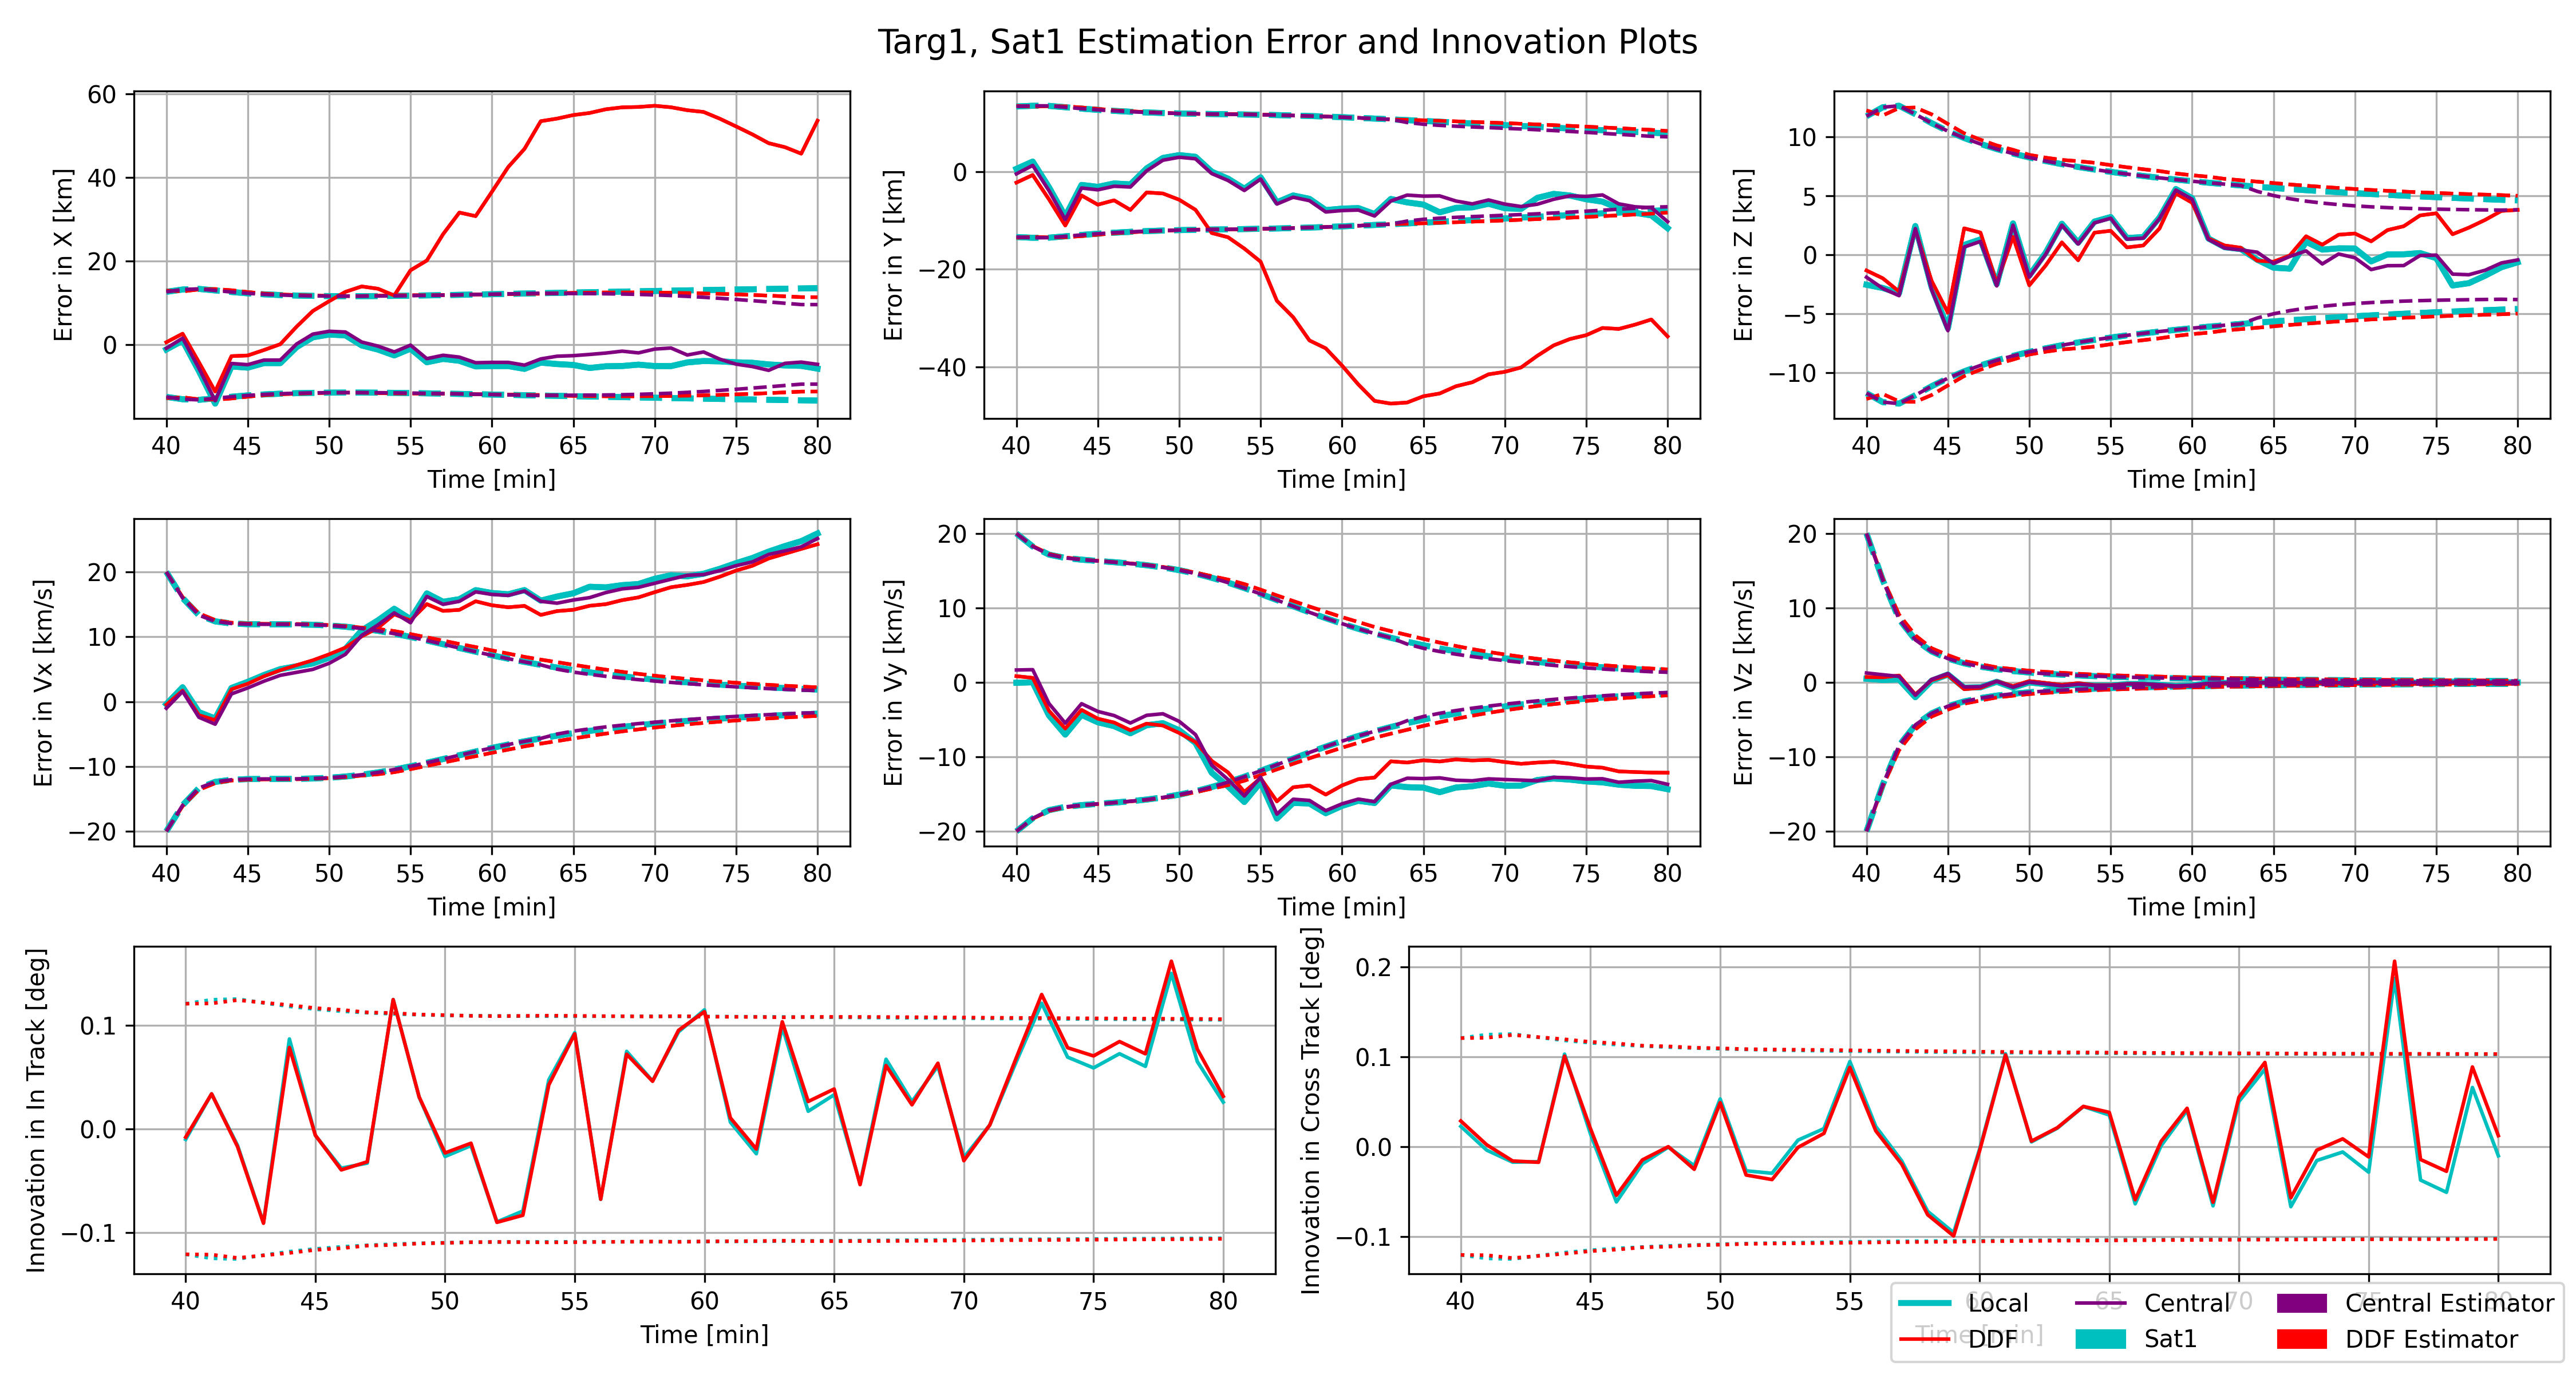 Targ1, Sat1 Estimation Error and Innovation Plots
Error in X [km]
60
40
20
0
40 45 50 55 60 65 70 75 80
Time [min]
Error in Y [km]
0
−20
−40
40 45 50 55 60 65 70 75 80
Time [min]
Error in Z [km]
10
5
0
−5
−10
40 45 50 55 60 65 70 75 80
Time [min]
Error in Vx [km/s]
20
10
0
−10
−20
40 45 50 55 60 65 70 75 80
Time [min]
Error in Vy [km/s]
20
10
0
−10
−20
40 45 50 55 60 65 70 75 80
Time [min]
Error in Vz [km/s]
20
10
0
−10
−20
40 45 50 55 60 65 70 75 80
Time [min]
Innovation in In Track [deg]
0.1
0.0
−0.1
40 45 50 55 60 65 70 75 80
Time [min]
Innovation in Cross Track [deg]
0.2
0.1
0.0
−0.1
40 45 50 55 60 65 70 75 80
Time [min]
Local Central Central Estimator
DDF Sat1 DDF Estimator